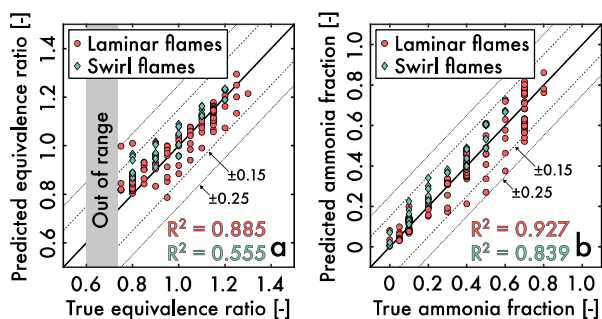 Predicted equivalence ratio [-]
1.4
1.2
1.0
0.8
0.6
Laminar flames
Swirl flames
Out of range
±0.15
±0.25
R² = 0.885
R² = 0.555
a
0.6 0.8 1.0 1.2 1.4
True equivalence ratio [-]
Predicted ammonia fraction [-]
1.0
0.8
0.6
0.4
0.2
0
Laminar flames
Swirl flames
±0.15
±0.25
R² = 0.927
R² = 0.839
b
0 0.2 0.4 0.6 0.8 1.0
True ammonia fraction [-]